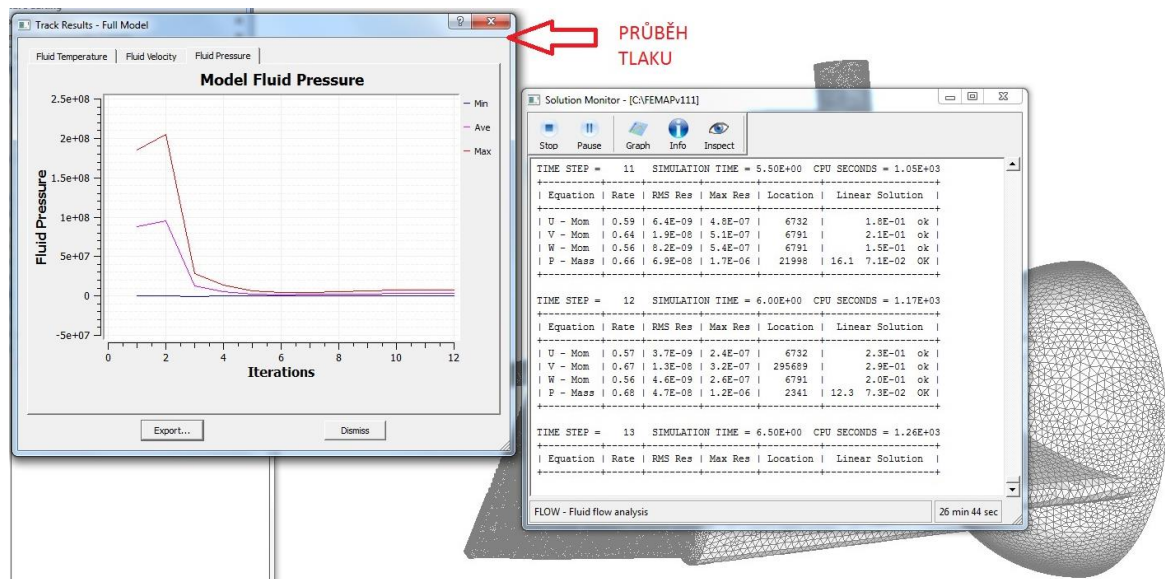 Track Results - Full Model
PRŮBĚH
TLAKU
Fluid Temperature Fluid Velocity Fluid Pressure
Model Fluid Pressure
2.5e+08
2e+08
1.5e+08
1e+08
5e+07
0
-5e+07
Fluid Pressure
Min
Ave
Max
0 2 4 6 8 10 12
Iterations
Export... Dismiss
Solution Monitor - [C:\FEMAPv111]
Stop Pause Graph Info Inspect
TIME STEP = 11 SIMULATION TIME = 5.50E+00 CPU SECONDS = 1.05E+03
| Equation | Rate | RMS Res | Max Res | Location | Linear Solution |
| U - Mom | 0.59 | 6.4E-09 | 4.8E-07 | 6732 | 1.8E-01 ok |
| V - Mom | 0.64 | 1.9E-08 | 5.1E-07 | 6791 | 2.1E-01 ok |
| W - Mom | 0.56 | 8.2E-09 | 5.4E-07 | 6791 | 1.5E-01 ok |
| P - Mass | 0.66 | 6.9E-08 | 1.7E-06 | 21998 | 16.1 7.1E-02 OK |
TIME STEP = 12 SIMULATION TIME = 6.00E+00 CPU SECONDS = 1.17E+03
| Equation | Rate | RMS Res | Max Res | Location | Linear Solution |
| U - Mom | 0.57 | 3.7E-09 | 2.4E-07 | 6732 | 2.3E-01 ok |
| V - Mom | 0.67 | 1.3E-08 | 3.2E-07 | 295689 | 2.9E-01 ok |
| W - Mom | 0.56 | 4.6E-09 | 2.6E-07 | 6791 | 2.0E-01 ok |
| P - Mass | 0.68 | 4.7E-08 | 1.2E-06 | 2341 | 12.3 7.3E-02 OK |
TIME STEP = 13 SIMULATION TIME = 6.50E+00 CPU SECONDS = 1.26E+03
| Equation | Rate | RMS Res | Max Res | Location | Linear Solution |
FLOW - Fluid flow analysis 26 min 44 sec